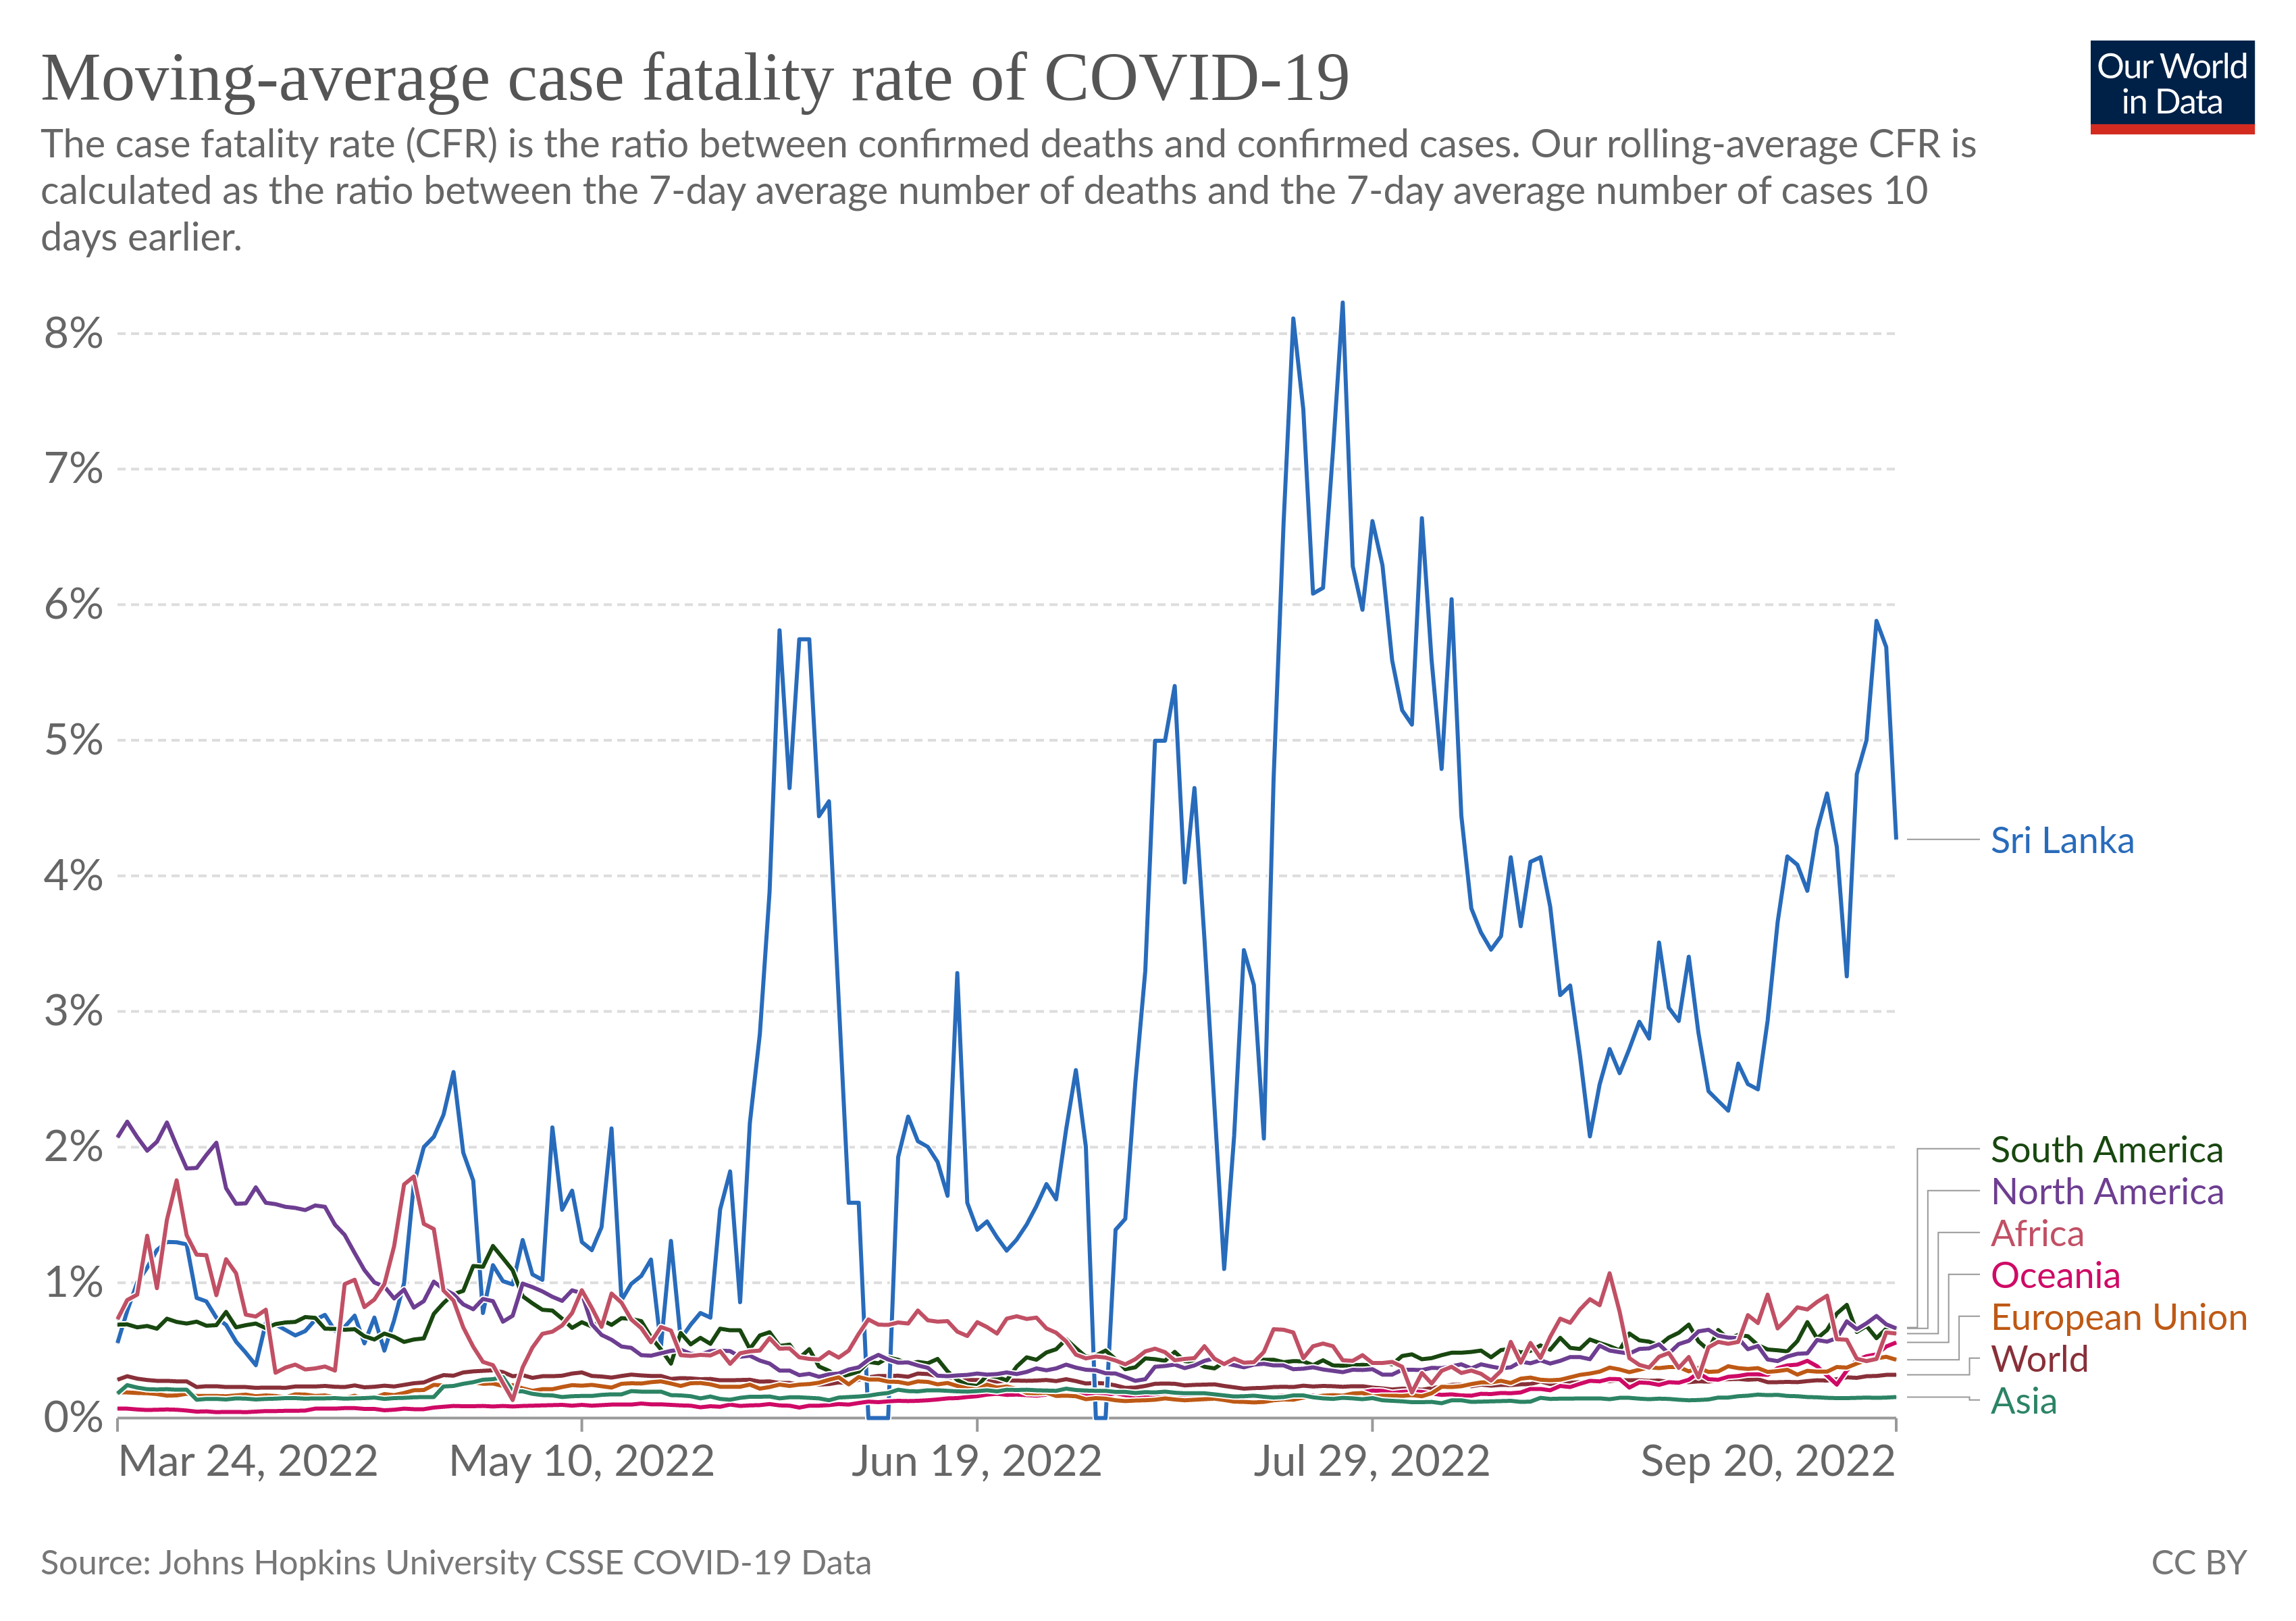 Moving-average case fatality rate of COVID-19
Our World
in Data
The case fatality rate (CFR) is the ratio between confirmed deaths and confirmed cases. Our rolling-average CFR is
calculated as the ratio between the 7-day average number of deaths and the 7-day average number of cases 10
days earlier.
8%
7%
6%
5%
4%
3%
2%
1%
0%
Sri Lanka
South America
North America
Africa
Oceania
European Union
World
Asia
Mar 24, 2022
May 10, 2022
Jun 19, 2022
Jul 29, 2022
Sep 20, 2022
Source: Johns Hopkins University CSSE COVID-19 Data
CC BY